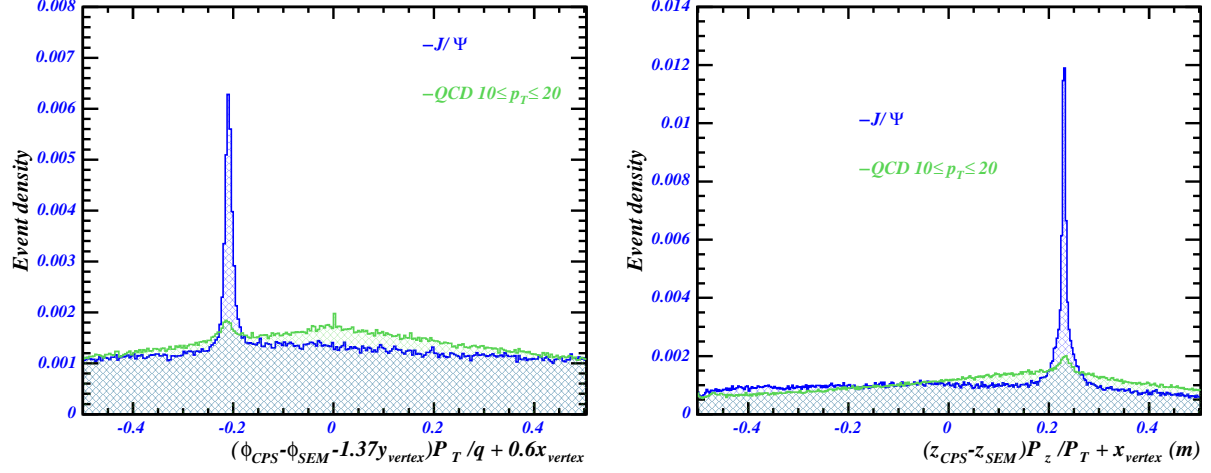 0.008
0.007
0.006
0.005
0.004
0.003
0.002
0.001
0
Event density
–J/Ψ
–QCD 10≤p_T≤20
-0.4 -0.2 0 0.2 0.4
(ϕ_CPS-ϕ_SEM-1.37y_vertex)P_T/q + 0.6x_vertex
0.014
0.012
0.01
0.008
0.006
0.004
0.002
0
Event density
–J/Ψ
–QCD 10≤p_T≤20
-0.4 -0.2 0 0.2 0.4
(z_CPS-z_SEM)P_z/P_T + x_vertex (m)